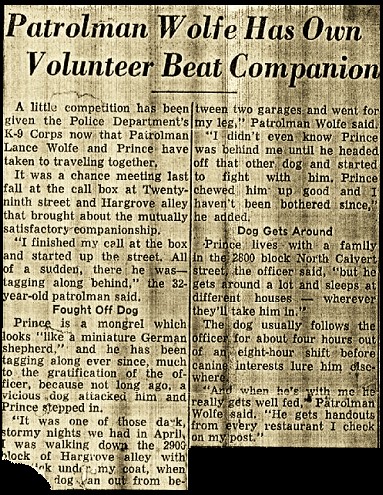 Patrolman Wolfe Has Own
Volunteer Beat Companion
A little competition has been
given the Police Department's
K-9 Corps now that Patrolman
Lance Wolfe and Prince have
taken to traveling together.
It was a chance meeting last
fall at the call box at Twenty-
ninth street and Hargrove alley
that brought about the mutually
satisfactory companionship.
"I finished my call at the box
and started up the street. All
of a sudden, there he was—
tagging along behind," the 32-
year-old patrolman said.
Fought Off Dog
Prince is a mongrel which
looks "like a miniature German
shepherd," and he has been
tagging along ever since, much
to the gratification of the of-
ficer, because not long ago, a
vicious dog attacked him and
Prince stepped in.
"It was one of those dark,
stormy nights we had in April,
I was walking down the 2900
block of Hargrove alley with
under my coat, when
dog ran out from be-
tween two garages and went for
my leg," Patrolman Wolfe said.
"I didn't even know Prince
was behind me until he headed
off that other dog and started
to fight with him. Prince
chewed him up good and I
haven't been bothered since,"
he added.
Dog Gets Around
Prince lives with a family
in the 2800 block North Calvert
street, the officer said, "but he
gets around a lot and sleeps at
different houses — wherever
they'll take him in."
The dog usually follows the
officer for about four hours out
of an eight-hour shift before
canine interests lure him else-
where.
"And when he's with me he
really gets well fed," Patrolman
Wolfe said. "He gets handouts
from every restaurant I check
on my post."